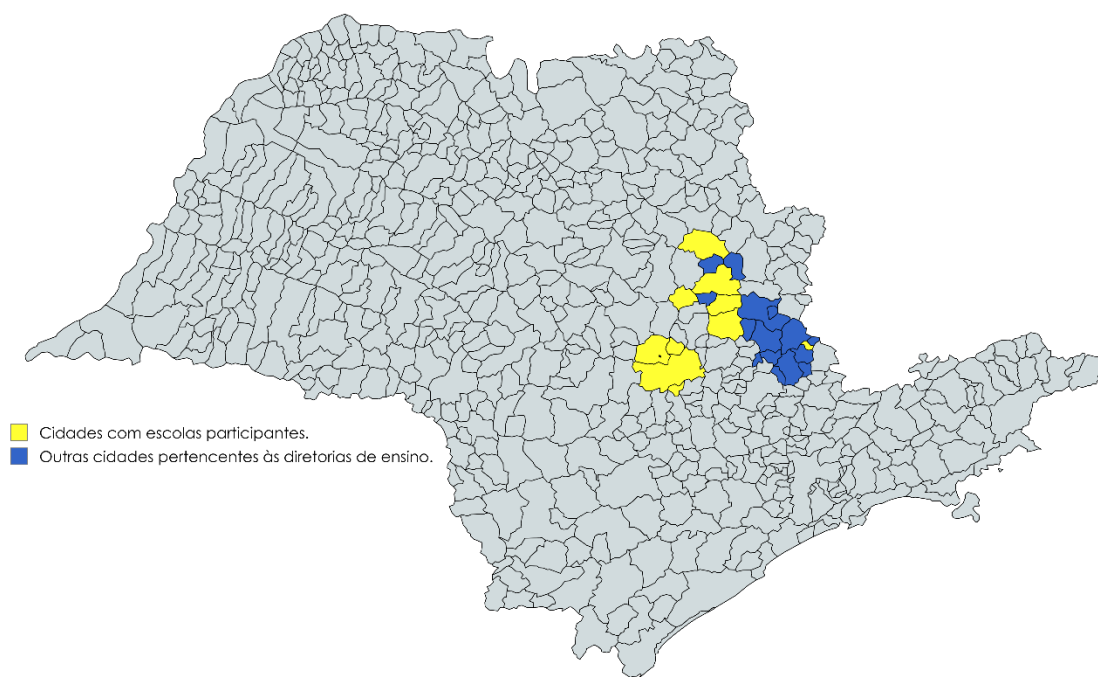 Cidades com escolas participantes.
Outras cidades pertencentes às diretorias de ensino.